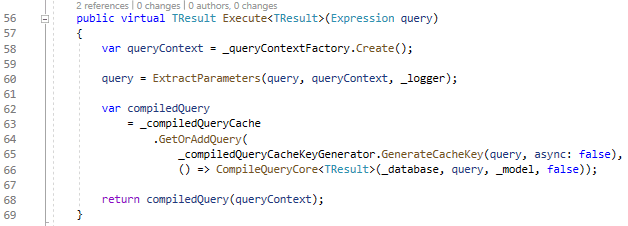 2 references | 0 changes | 0 authors, 0 changes
56 public virtual TResult Execute<TResult>(Expression query)
57 {
58 var queryContext = _queryContextFactory.Create();
59
60 query = ExtractParameters(query, queryContext, _logger);
61
62 var compiledQuery
63 = _compiledQueryCache
64 .GetOrAddQuery(
65 _compiledQueryCacheKeyGenerator.GenerateCacheKey(query, async: false),
66 () => CompileQueryCore<TResult>(_database, query, _model, false));
67
68 return compiledQuery(queryContext);
69 }